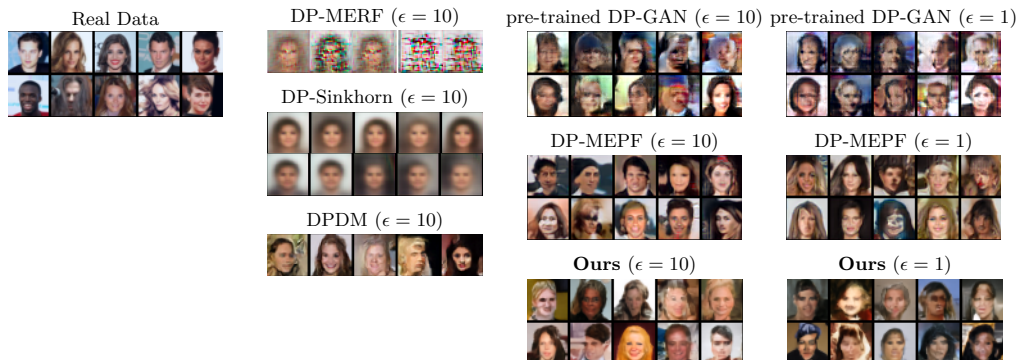 Real Data
DP-MERF (ϵ = 10)
DP-Sinkhorn (ϵ = 10)
DPDM (ϵ = 10)
pre-trained DP-GAN (ϵ = 10)
DP-MEPF (ϵ = 10)
Ours (ϵ = 10)
pre-trained DP-GAN (ϵ = 1)
DP-MEPF (ϵ = 1)
Ours (ϵ = 1)